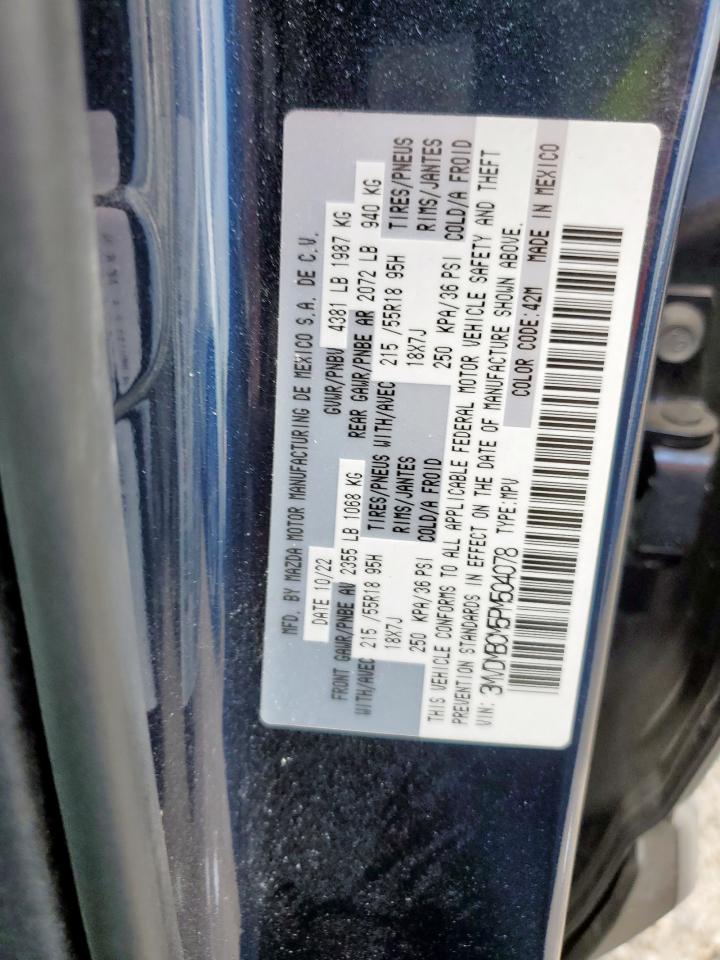 MFD. BY MAZDA MOTOR MANUFACTURING DE MEXICO S.A. DE C.V.
DATE 10/22 GVWR/PNBV 4381 LB 1987 KG
FRONT GAWR/PNBE AV 2355 LB 1068 KG REAR GAWR/PNBE AR 2072 LB 940 KG
WITH/AVEC 215 /55R18 95H TIRES/PNEUS WITH/AVEC 215 /55R18 95H TIRES/PNEUS
18X7J RIMS/JANTES 18X7J RIMS/JANTES
250 KPA/36 PSI COLD/A FROID 250 KPA/36 PSI COLD/A FROID
THIS VEHICLE CONFORMS TO ALL APPLICABLE FEDERAL MOTOR VEHICLE SAFETY AND THEFT
PREVENTION STANDARDS IN EFFECT ON THE DATE OF MANUFACTURE SHOWN ABOVE.
VIN: 3MVDMBCM5PM504078 TYPE:MPV COLOR CODE:42M MADE IN MEXICO